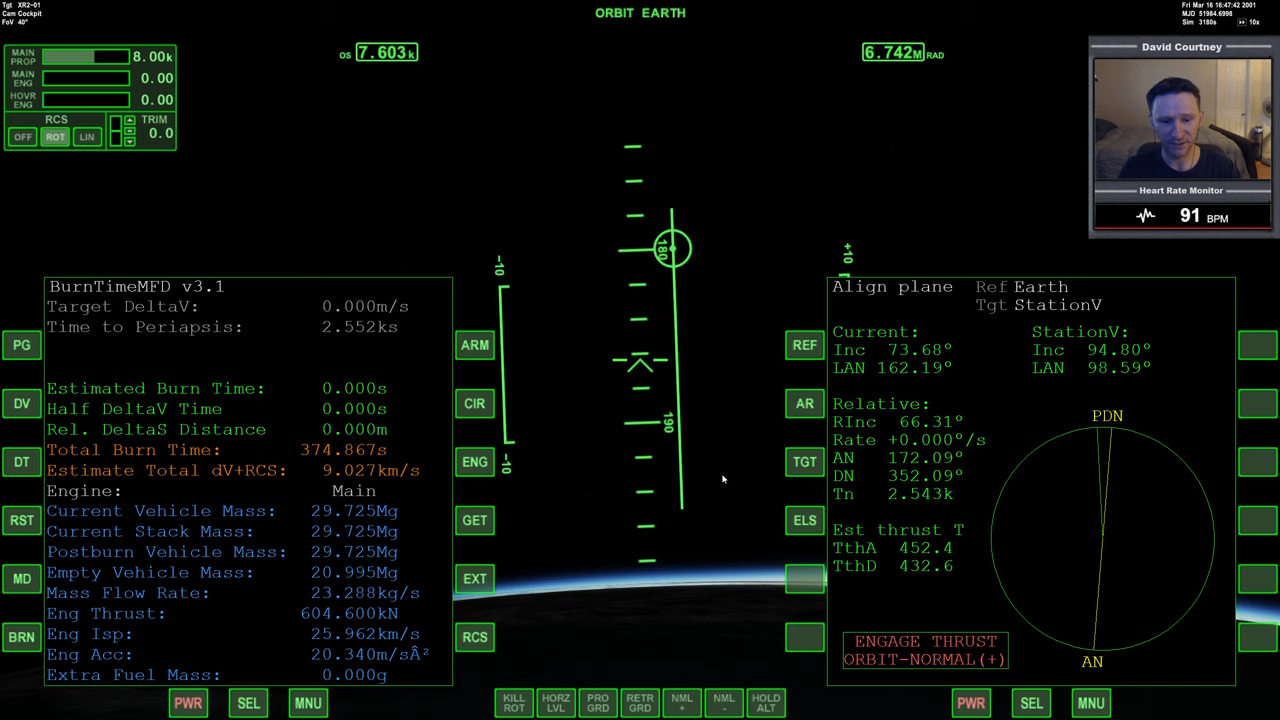 Tgt XR2-01
Cam Cockpit
FoV 40°
ORBIT EARTH
Fri Mar 16 16:47:42 2001
MJD 51984.6998
Sim 3180s
10x
MAIN PROP 8.00k
MAIN ENG 0.00
HOVR ENG 0.00
RCS
TRIM
OFF ROT LIN
0.0
OS 7.603k
6.742M RAD
David Courtney
Heart Rate Monitor
91 BPM
180
190
-10
-10
+10
BurnTimeMFD v3.1
Target DeltaV: 0.000m/s
Time to Periapsis: 2.552ks
Estimated Burn Time: 0.000s
Half DeltaV Time 0.000s
Rel. DeltaS Distance 0.000m
Total Burn Time: 374.867s
Estimate Total dV+RCS: 9.027km/s
Engine: Main
Current Vehicle Mass: 29.725Mg
Current Stack Mass: 29.725Mg
Postburn Vehicle Mass: 29.725Mg
Empty Vehicle Mass: 20.995Mg
Mass Flow Rate: 23.288kg/s
Eng Thrust: 604.600kN
Eng Isp: 25.962km/s
Eng Acc: 20.340m/sÂ²
Extra Fuel Mass: 0.000g
PG
DV
DT
RST
MD
BRN
ARM
CIR
ENG
GET
EXT
RCS
PWR SEL MNU
KILL ROT
HORZ LVL
PRO GRD
RETR GRD
NML +
NML -
HOLD ALT
REF
AR
TGT
ELS
Align plane Ref Earth
Tgt StationV
Current: StationV:
Inc 73.68° Inc 94.80°
LAN 162.19° LAN 98.59°
Relative:
RInc 66.31°
Rate +0.000°/s
AN 172.09°
DN 352.09°
Tn 2.543k
Est thrust T
TthA 452.4
TthD 432.6
PDN
AN
ENGAGE THRUST
ORBIT-NORMAL(+)
PWR SEL MNU